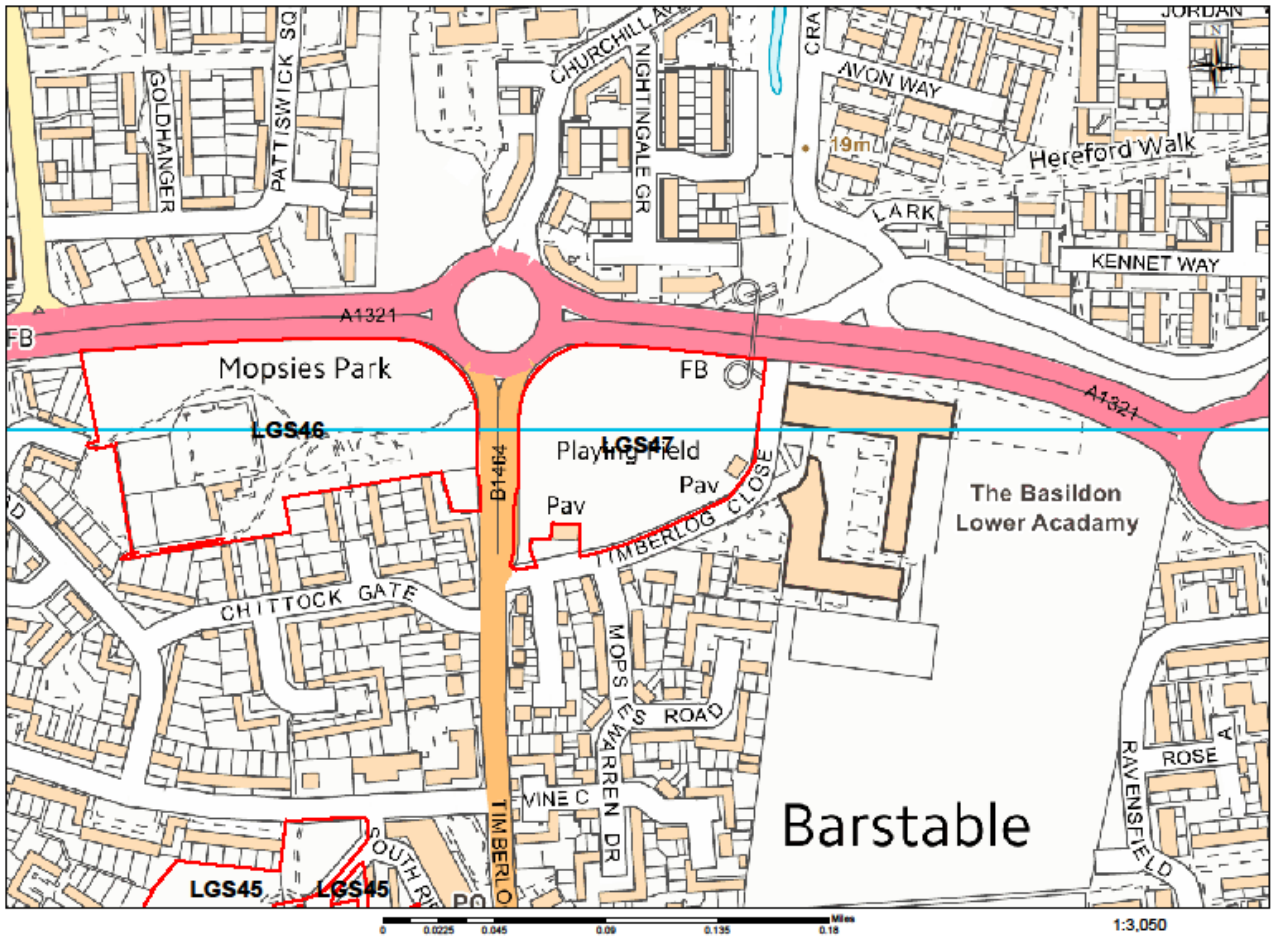 JORDAN
N
CRA
CHURCHILL AV
PATTISWICK SQ
GOLDHANGER
NIGHTINGALE GR
AVON WAY
19m
Hereford Walk
LARK
KENNET WAY
A1321
FB
Mopsies Park
FB
A1321
LGS46
LGS47
Playing Field
B1464
Pav
Pav
TIMBERLOG CLOSE
The Basildon
Lower Acadamy
CHITTOCK GATE
MOPSIES ROAD
WARREN DR
VINE C
TIMBERLO
Barstable
ROSE A
RAVENSFIELD
SOUTH RI
LGS45
LGS45
PO
Miles
0 0.0225 0.045 0.09 0.135 0.18
1:3,050